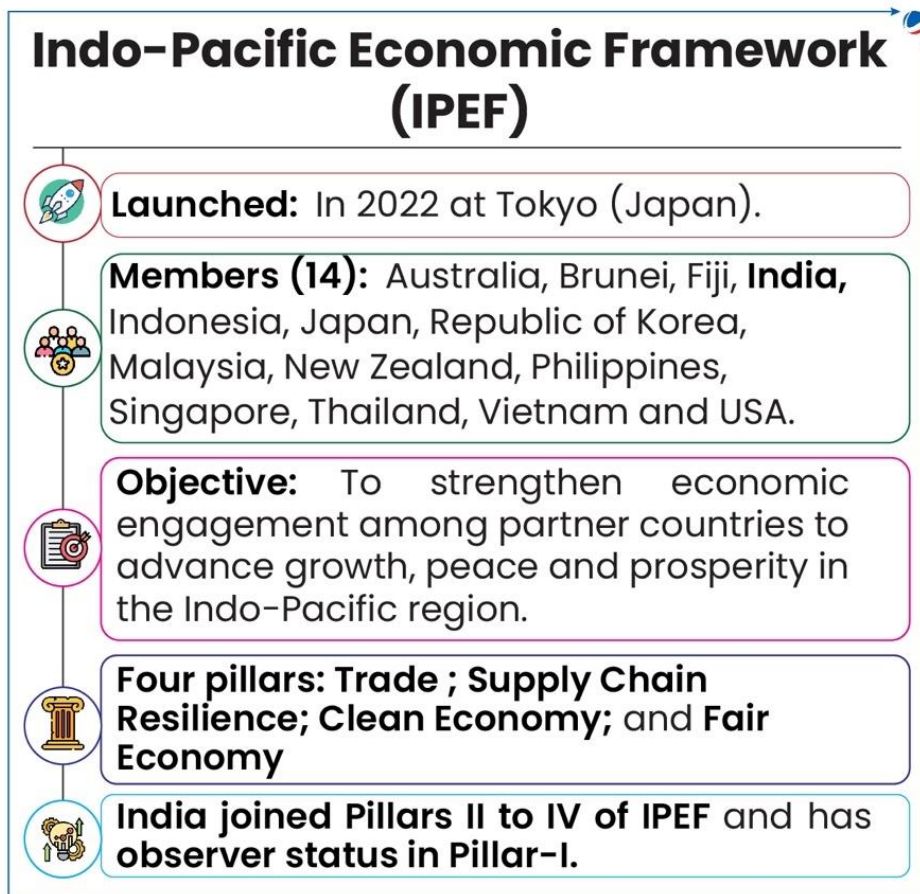 Indo-Pacific Economic Framework
(IPEF)
Launched: In 2022 at Tokyo (Japan).
Members (14): Australia, Brunei, Fiji, India,
Indonesia, Japan, Republic of Korea,
Malaysia, New Zealand, Philippines,
Singapore, Thailand, Vietnam and USA.
Objective: To strengthen economic
engagement among partner countries to
advance growth, peace and prosperity in
the Indo-Pacific region.
Four pillars: Trade ; Supply Chain
Resilience; Clean Economy; and Fair
Economy
India joined Pillars II to IV of IPEF and has
observer status in Pillar-I.